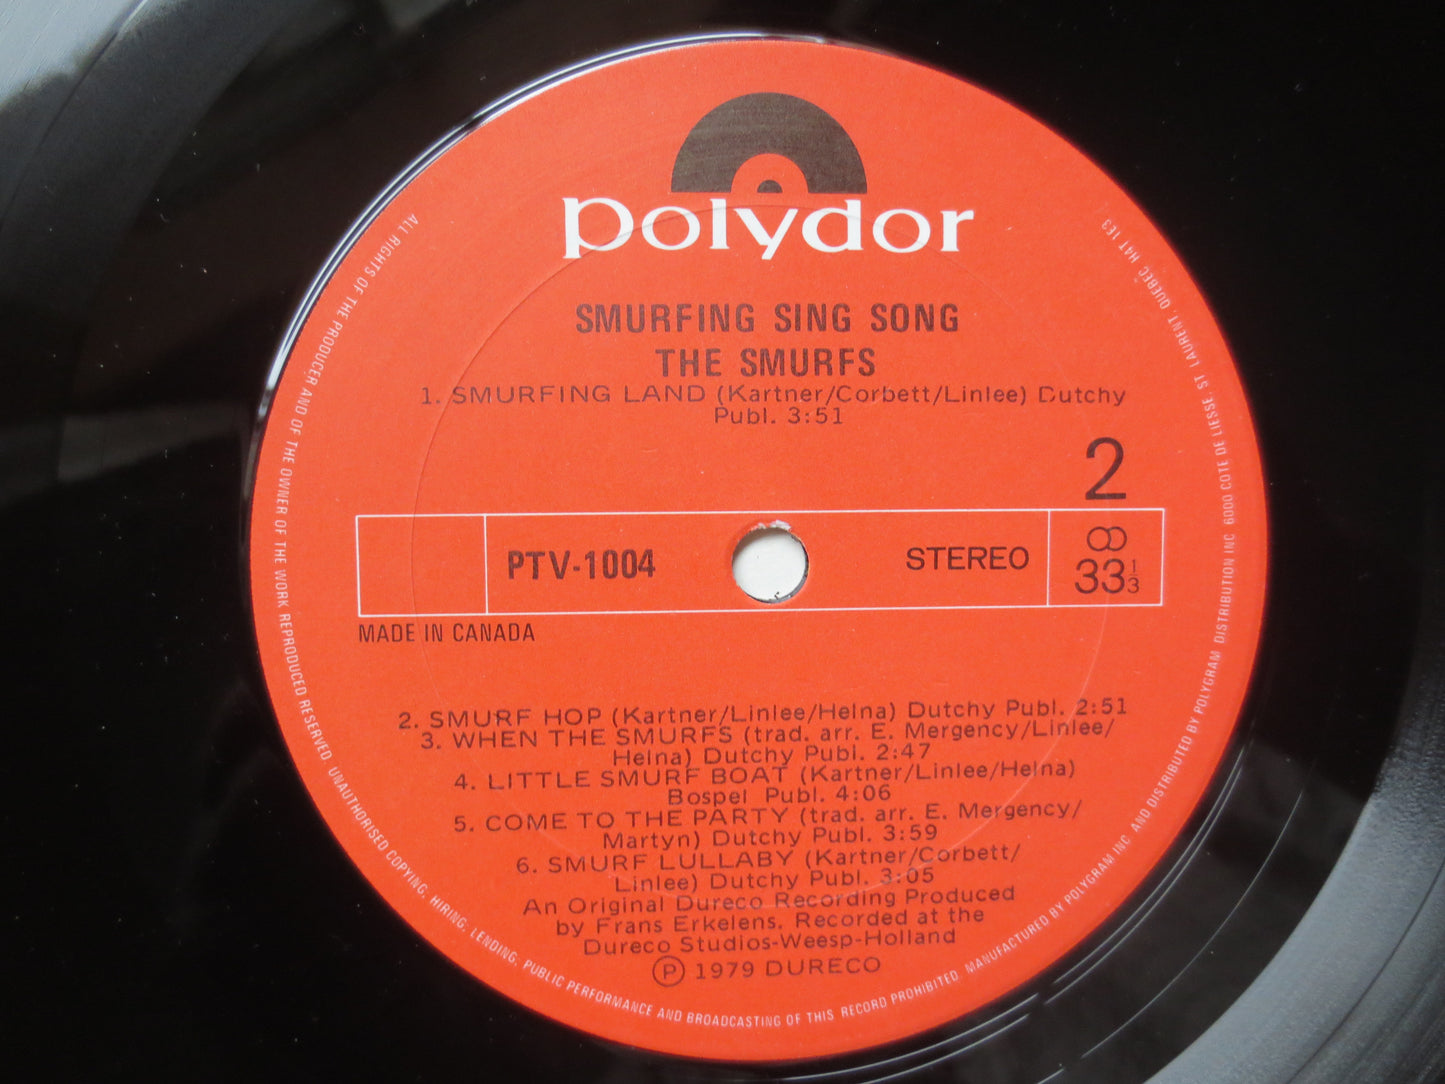 polydor
SMURFING SING SONG
THE SMURFS
1. SMURFING LAND (Kartner/Corbett/Linlee) Dutchy
Publ. 3:51
2
PTV-1004
STEREO
33 1/3
MADE IN CANADA
2. SMURF HOP (Kartner/Linlee/Helna) Dutchy Publ. 2:51
3. WHEN THE SMURFS (trad. arr. E. Mergency/Linlee/
Helna) Dutchy Publ. 2:47
4. LITTLE SMURF BOAT (Kartner/Linlee/Helna)
Bospel Publ. 4:06
5. COME TO THE PARTY (trad. arr. E. Mergency/
Martyn) Dutchy Publ. 3:59
6. SMURF LULLABY (Kartner/Corbett/
Linlee) Dutchy Publ. 3:05
An Original Dureco Recording Produced
by Frans Erkelens. Recorded at the
Dureco Studios-Weesp-Holland
Ⓟ 1979 DURECO
ALL RIGHTS OF THE PRODUCER AND OF THE OWNER OF THE WORK REPRODUCED RESERVED. UNAUTHORISED COPYING, HIRING, LENDING, PUBLIC PERFORMANCE AND BROADCASTING OF THIS RECORD PROHIBITED. MANUFACTURED BY POLYGRAM INC. AND DISTRIBUTED BY POLYGRAM DISTRIBUTION INC. 6000 COTE DE LIESSE, ST LAURENT, QUEBEC, H4T 1E3